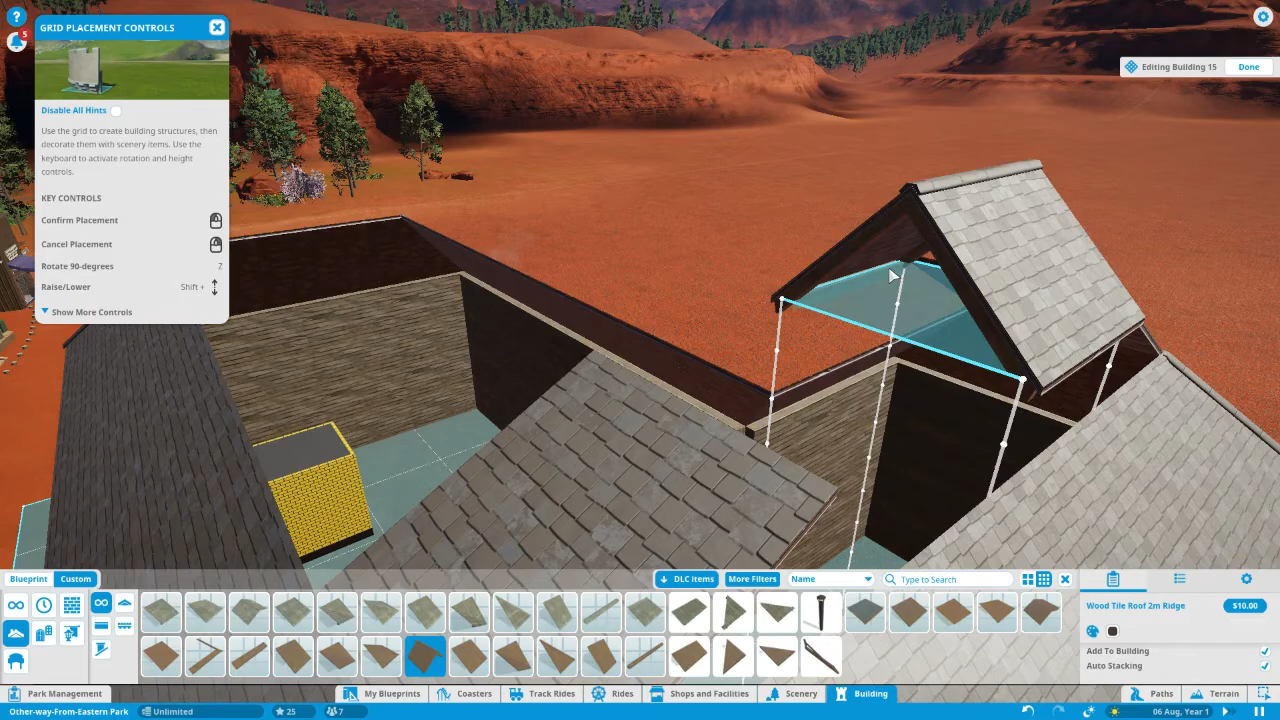 ?
5
GRID PLACEMENT CONTROLS
Disable All Hints
Use the grid to create building structures, then
decorate them with scenery items. Use the
keyboard to activate rotation and height
controls.
KEY CONTROLS
Confirm Placement
Cancel Placement
Rotate 90-degrees Z
Raise/Lower Shift +
Show More Controls
Editing Building 15 Done
Blueprint Custom
DLC items More Filters Name Type to Search
Wood Tile Roof 2m Ridge $10.00
Add To Building
Auto Stacking
Park Management My Blueprints Coasters Track Rides Rides Shops and Facilities Scenery Building Paths Terrain
Other-way-From-Eastern Park Unlimited 25 7 06 Aug, Year 1